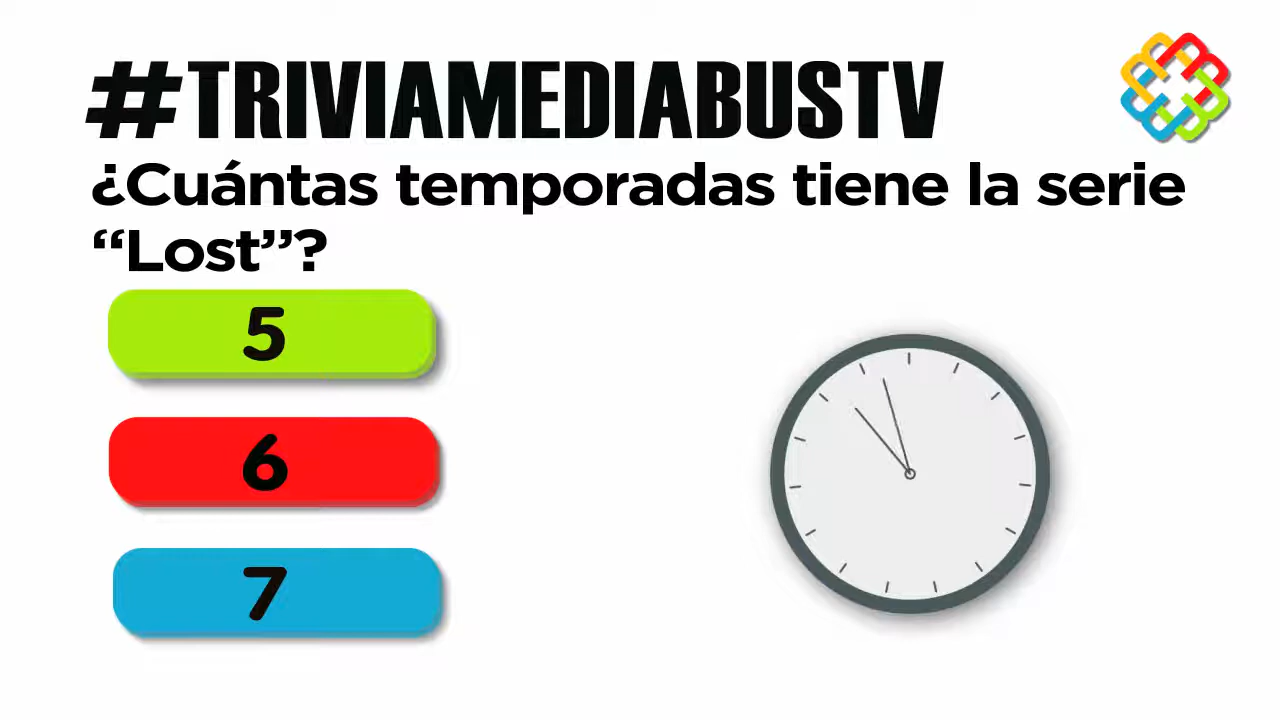 #TRIVIAMEDIABUSTV
¿Cuántas temporadas tiene la serie
“Lost”?
5
6
7